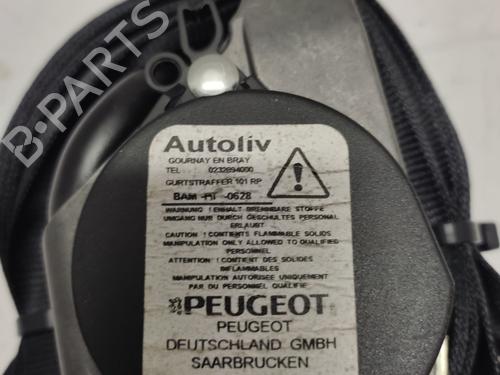 Autoliv
GOURNAY EN BRAY
TEL 0232894000
GURTSTRAFFER 101 RP
BAM -PT -0628
WARNUNG ! ENHALT BRENNBARE STOFFE
UMGANG NUR DURCH GESCHULTES PERSONAL
ERLAUBT
CAUTION ! CONTENTS FLAMMABLE SOLIDS
MANIPULATION ONLY ALLOWED TO QUALIFIED
PERSONNEL
ATTENTION ! CONTIENT DES SOLIDES
INFLAMMABLES
MANIPULATION AUTORISEE UNIQUEMENT
PAR DU PERSONNEL QUALIFIE
PEUGEOT
PEUGEOT
DEUTSCHLAND GMBH
SAARBRUCKEN